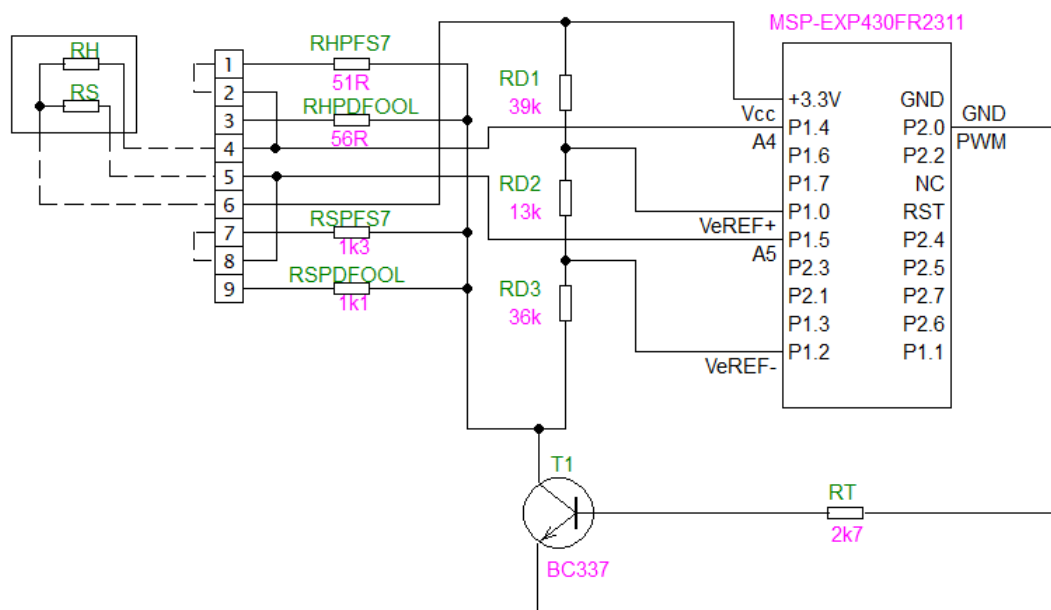 MSP-EXP430FR2311
RH
RS
1
2
3
4
5
6
7
8
9
RHPFS7
51R
RHPDFOOL
56R
RSPFS7
1k3
RSPDFOOL
1k1
RD1
39k
RD2
13k
RD3
36k
Vcc
A4
VeREF+
A5
VeREF-
+3.3V
P1.4
P1.6
P1.7
P1.0
P1.5
P2.3
P2.1
P1.3
P1.2
GND
P2.0
P2.2
NC
RST
P2.4
P2.5
P2.7
P2.6
P1.1
GND
PWM
T1
BC337
RT
2k7